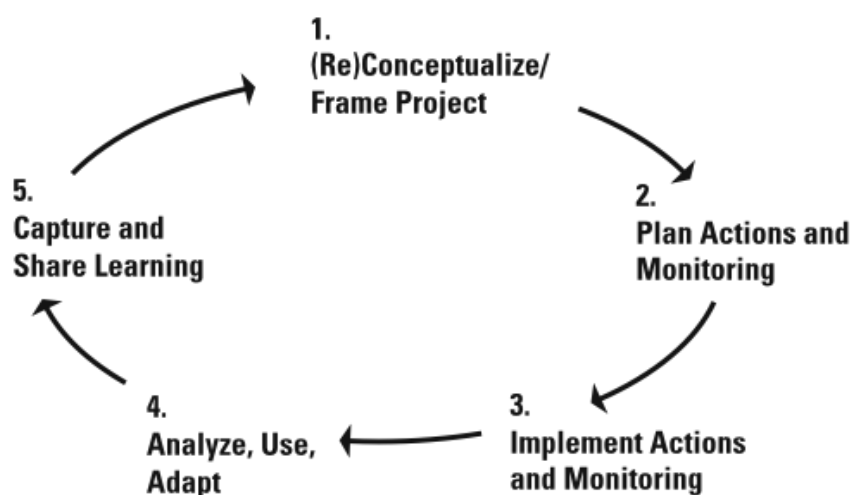 1.
(Re)Conceptualize/
Frame Project
2.
Plan Actions and
Monitoring
3.
Implement Actions
and Monitoring
4.
Analyze, Use,
Adapt
5.
Capture and
Share Learning